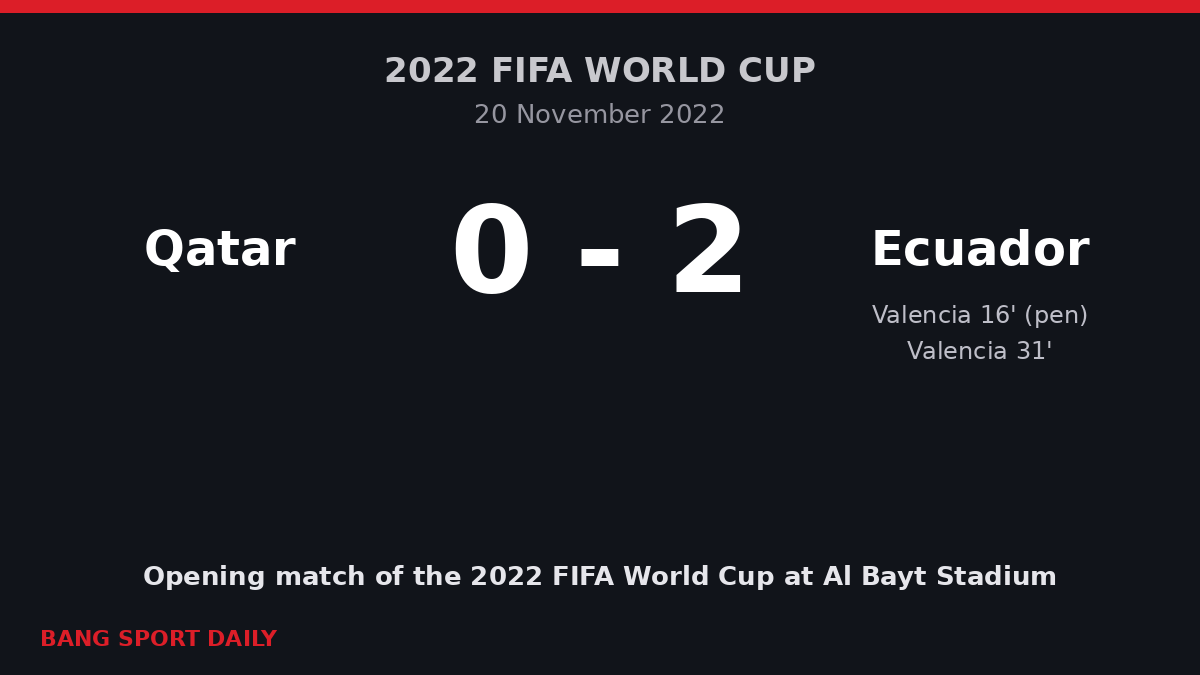 2022 FIFA WORLD CUP
20 November 2022
Qatar 0 - 2 Ecuador
Valencia 16' (pen)
Valencia 31'
Opening match of the 2022 FIFA World Cup at Al Bayt Stadium
BANG SPORT DAILY